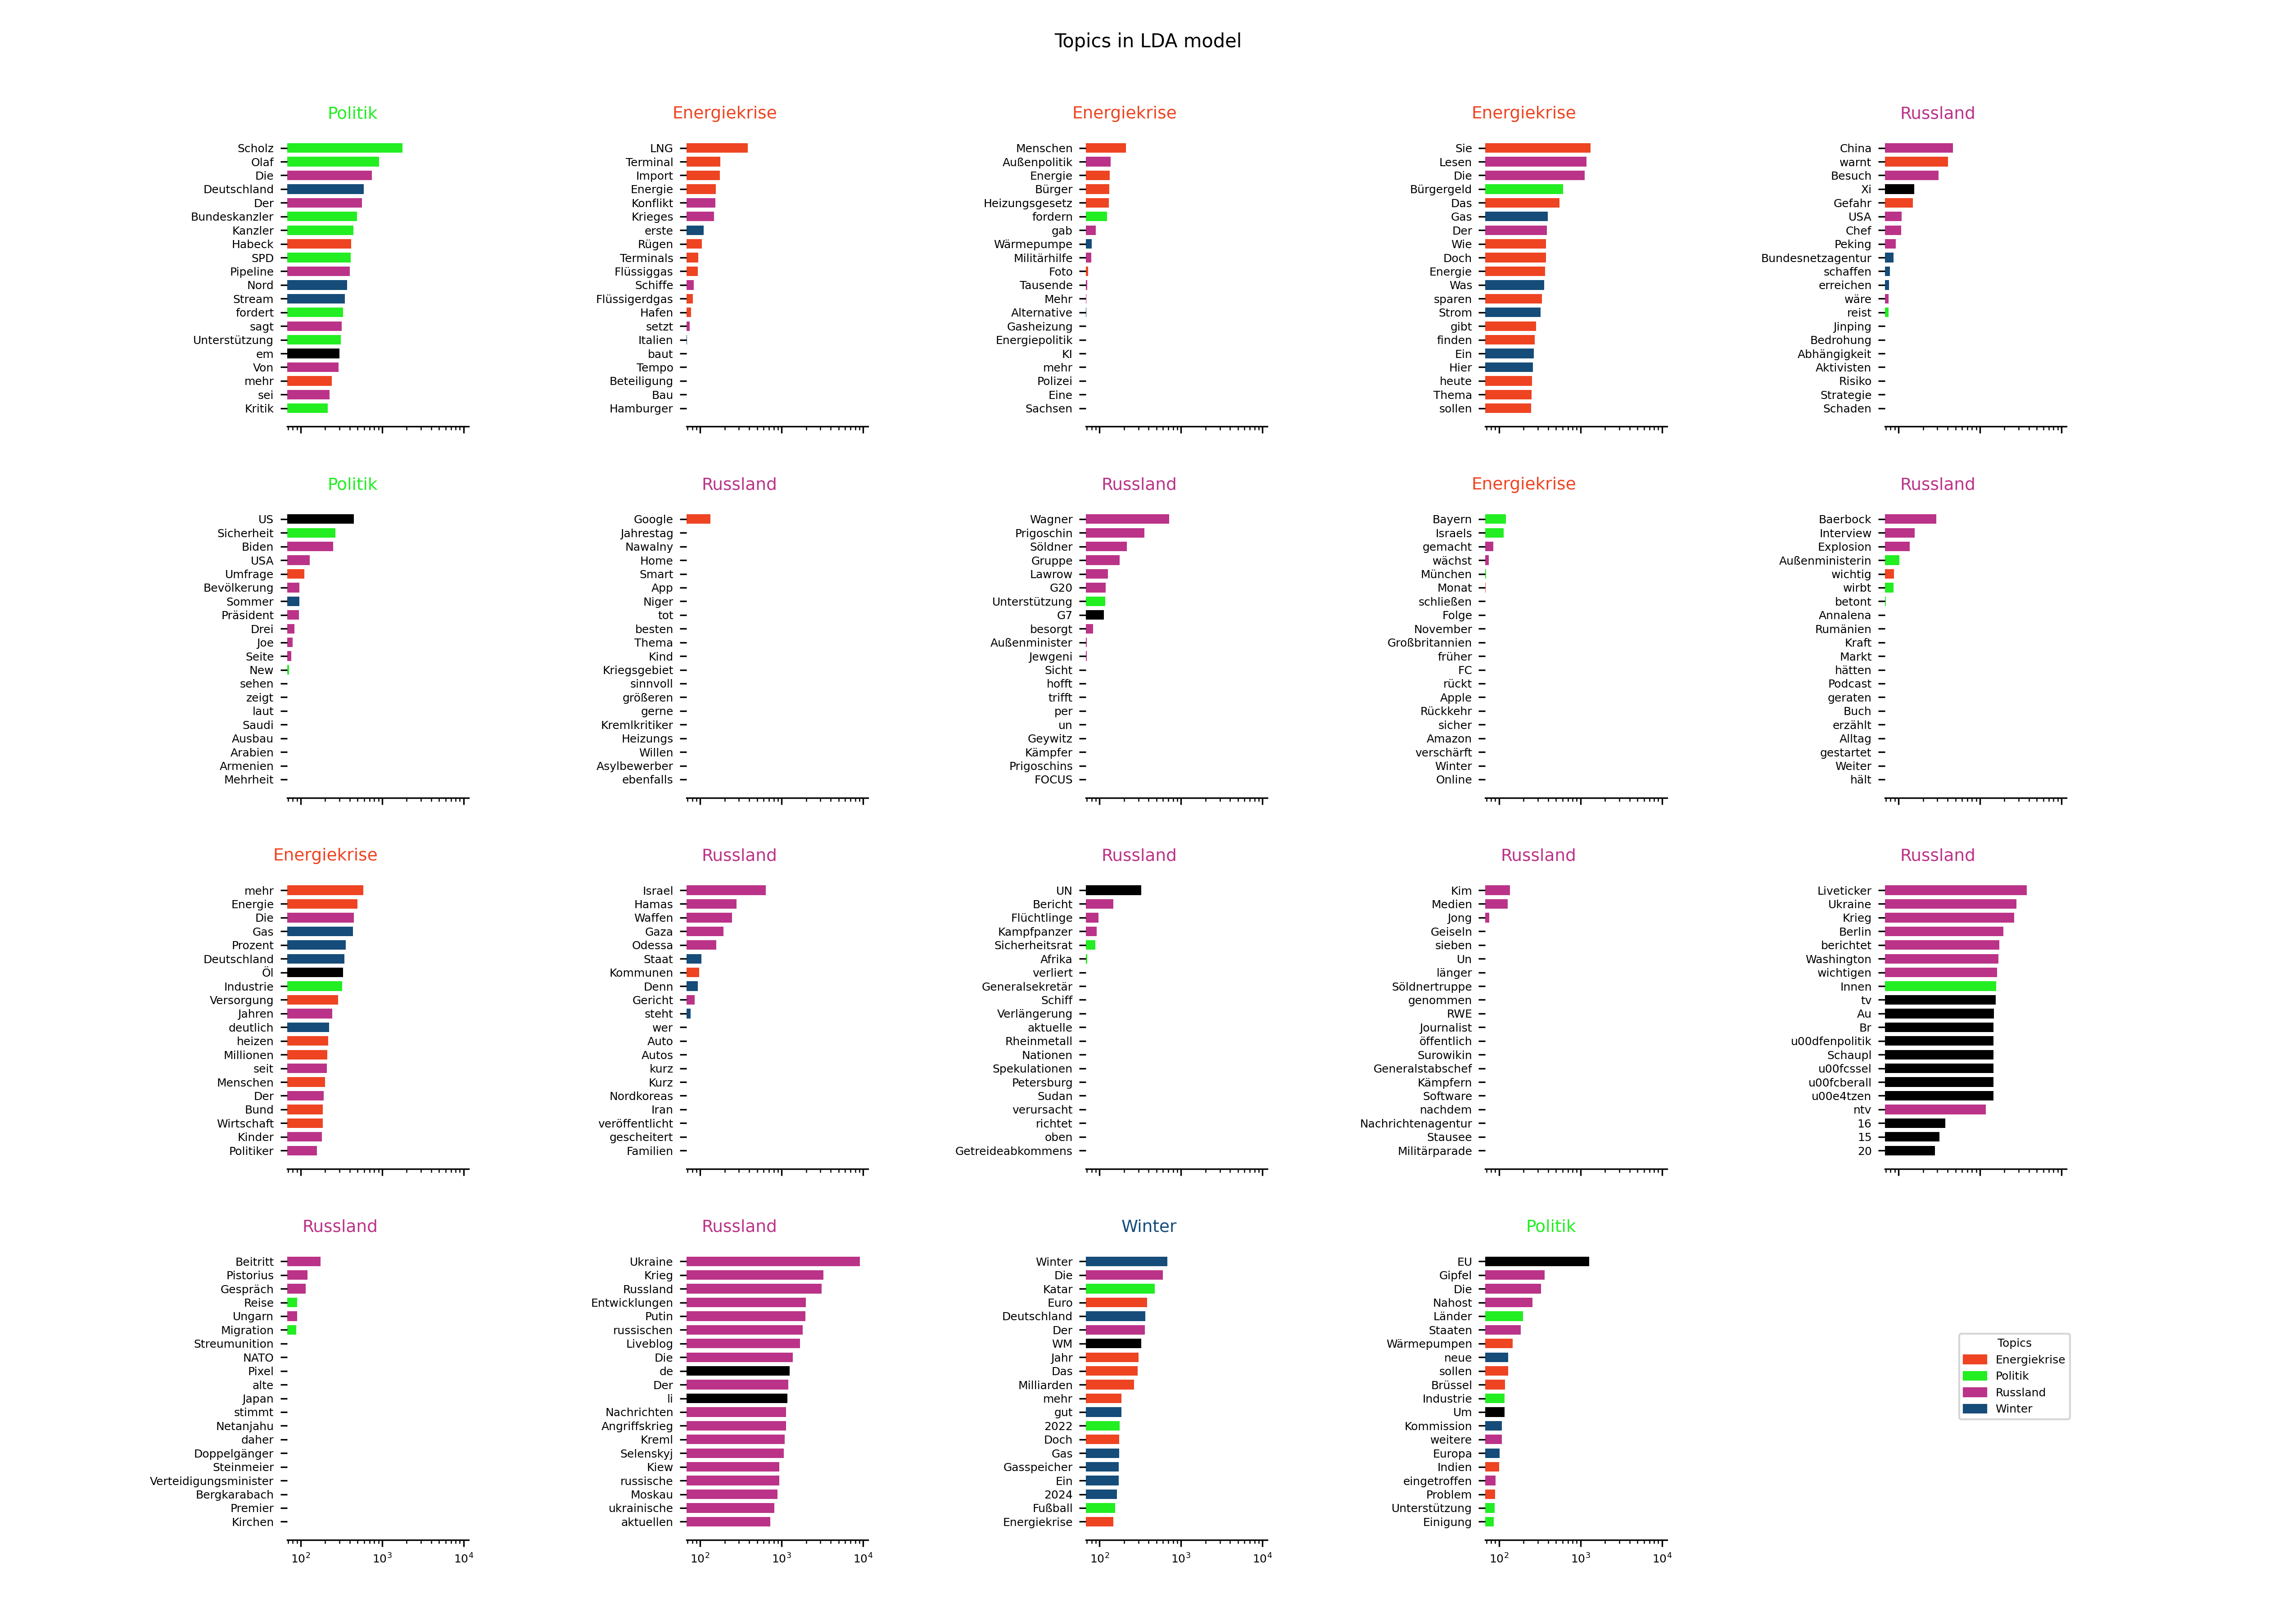 Topics in LDA model
Politik
Scholz
Olaf
Die
Deutschland
Der
Bundeskanzler
Kanzler
Habeck
SPD
Pipeline
Nord
Stream
fordert
sagt
Unterstützung
em
Von
mehr
sei
Kritik
Energiekrise
LNG
Terminal
Import
Energie
Konflikt
Krieges
erste
Rügen
Terminals
Flüssiggas
Schiffe
Flüssigerdgas
Hafen
setzt
Italien
baut
Tempo
Beteiligung
Bau
Hamburger
Energiekrise
Menschen
Außenpolitik
Energie
Bürger
Heizungsgesetz
fordern
gab
Wärmepumpe
Militärhilfe
Foto
Tausende
Mehr
Alternative
Gasheizung
Energiepolitik
KI
mehr
Polizei
Eine
Sachsen
Energiekrise
Sie
Lesen
Die
Bürgergeld
Das
Gas
Der
Wie
Doch
Energie
Was
sparen
Strom
gibt
finden
Ein
Hier
heute
Thema
sollen
Russland
China
warnt
Besuch
Xi
Gefahr
USA
Chef
Peking
Bundesnetzagentur
schaffen
erreichen
wäre
reist
Jinping
Bedrohung
Abhängigkeit
Aktivisten
Risiko
Strategie
Schaden
Politik
US
Sicherheit
Biden
USA
Umfrage
Bevölkerung
Sommer
Präsident
Drei
Joe
Seite
New
sehen
zeigt
laut
Saudi
Ausbau
Arabien
Armenien
Mehrheit
Russland
Google
Jahrestag
Nawalny
Home
Smart
App
Niger
tot
besten
Thema
Kind
Kriegsgebiet
sinnvoll
größeren
gerne
Kremlkritiker
Heizungs
Willen
Asylbewerber
ebenfalls
Russland
Wagner
Prigoschin
Söldner
Gruppe
Lawrow
G20
Unterstützung
G7
besorgt
Außenminister
Jewgeni
Sicht
hofft
trifft
per
un
Geywitz
Kämpfer
Prigoschins
FOCUS
Energiekrise
Bayern
Israels
gemacht
wächst
München
Monat
schließen
Folge
November
Großbritannien
früher
FC
rückt
Apple
Rückkehr
sicher
Amazon
verschärft
Winter
Online
Russland
Baerbock
Interview
Explosion
Außenministerin
wichtig
wirbt
betont
Annalena
Rumänien
Kraft
Markt
hätten
Podcast
geraten
Buch
erzählt
Alltag
gestartet
Weiter
hält
Energiekrise
mehr
Energie
Die
Gas
Prozent
Deutschland
Öl
Industrie
Versorgung
Jahren
deutlich
heizen
Millionen
seit
Menschen
Der
Bund
Wirtschaft
Kinder
Politiker
Russland
Israel
Hamas
Waffen
Gaza
Odessa
Staat
Kommunen
Denn
Gericht
steht
wer
Auto
Autos
kurz
Kurz
Nordkoreas
Iran
veröffentlicht
gescheitert
Familien
Russland
UN
Bericht
Flüchtlinge
Kampfpanzer
Sicherheitsrat
Afrika
verliert
Generalsekretär
Schiff
Verlängerung
aktuelle
Rheinmetall
Nationen
Spekulationen
Petersburg
Sudan
verursacht
richtet
oben
Getreideabkommens
Russland
Kim
Medien
Jong
Geiseln
sieben
Un
länger
Söldnertruppe
genommen
RWE
Journalist
öffentlich
Surowikin
Generalstabschef
Kämpfern
Software
nachdem
Nachrichtenagentur
Stausee
Militärparade
Russland
Liveticker
Ukraine
Krieg
Berlin
berichtet
Washington
wichtigen
Innen
tv
Au
Br
u00dfenpolitik
Schaupl
u00fcssel
u00fcberall
u00e4tzen
ntv
16
15
20
Russland
Beitritt
Pistorius
Gespräch
Reise
Ungarn
Migration
Streumunition
NATO
Pixel
alte
Japan
stimmt
Netanjahu
daher
Doppelgänger
Steinmeier
Verteidigungsminister
Bergkarabach
Premier
Kirchen
10² 10³ 10⁴
Russland
Ukraine
Krieg
Russland
Entwicklungen
Putin
russischen
Liveblog
Die
de
Der
li
Nachrichten
Angriffskrieg
Kreml
Selenskyj
Kiew
russische
Moskau
ukrainische
aktuellen
10² 10³ 10⁴
Winter
Winter
Die
Katar
Euro
Deutschland
Der
WM
Jahr
Das
Milliarden
mehr
gut
2022
Doch
Gas
Gasspeicher
Ein
2024
Fußball
Energiekrise
10² 10³ 10⁴
Politik
EU
Gipfel
Die
Nahost
Länder
Staaten
Wärmepumpen
neue
sollen
Brüssel
Industrie
Um
Kommission
weitere
Europa
Indien
eingetroffen
Problem
Unterstützung
Einigung
10² 10³ 10⁴
Topics
Energiekrise
Politik
Russland
Winter